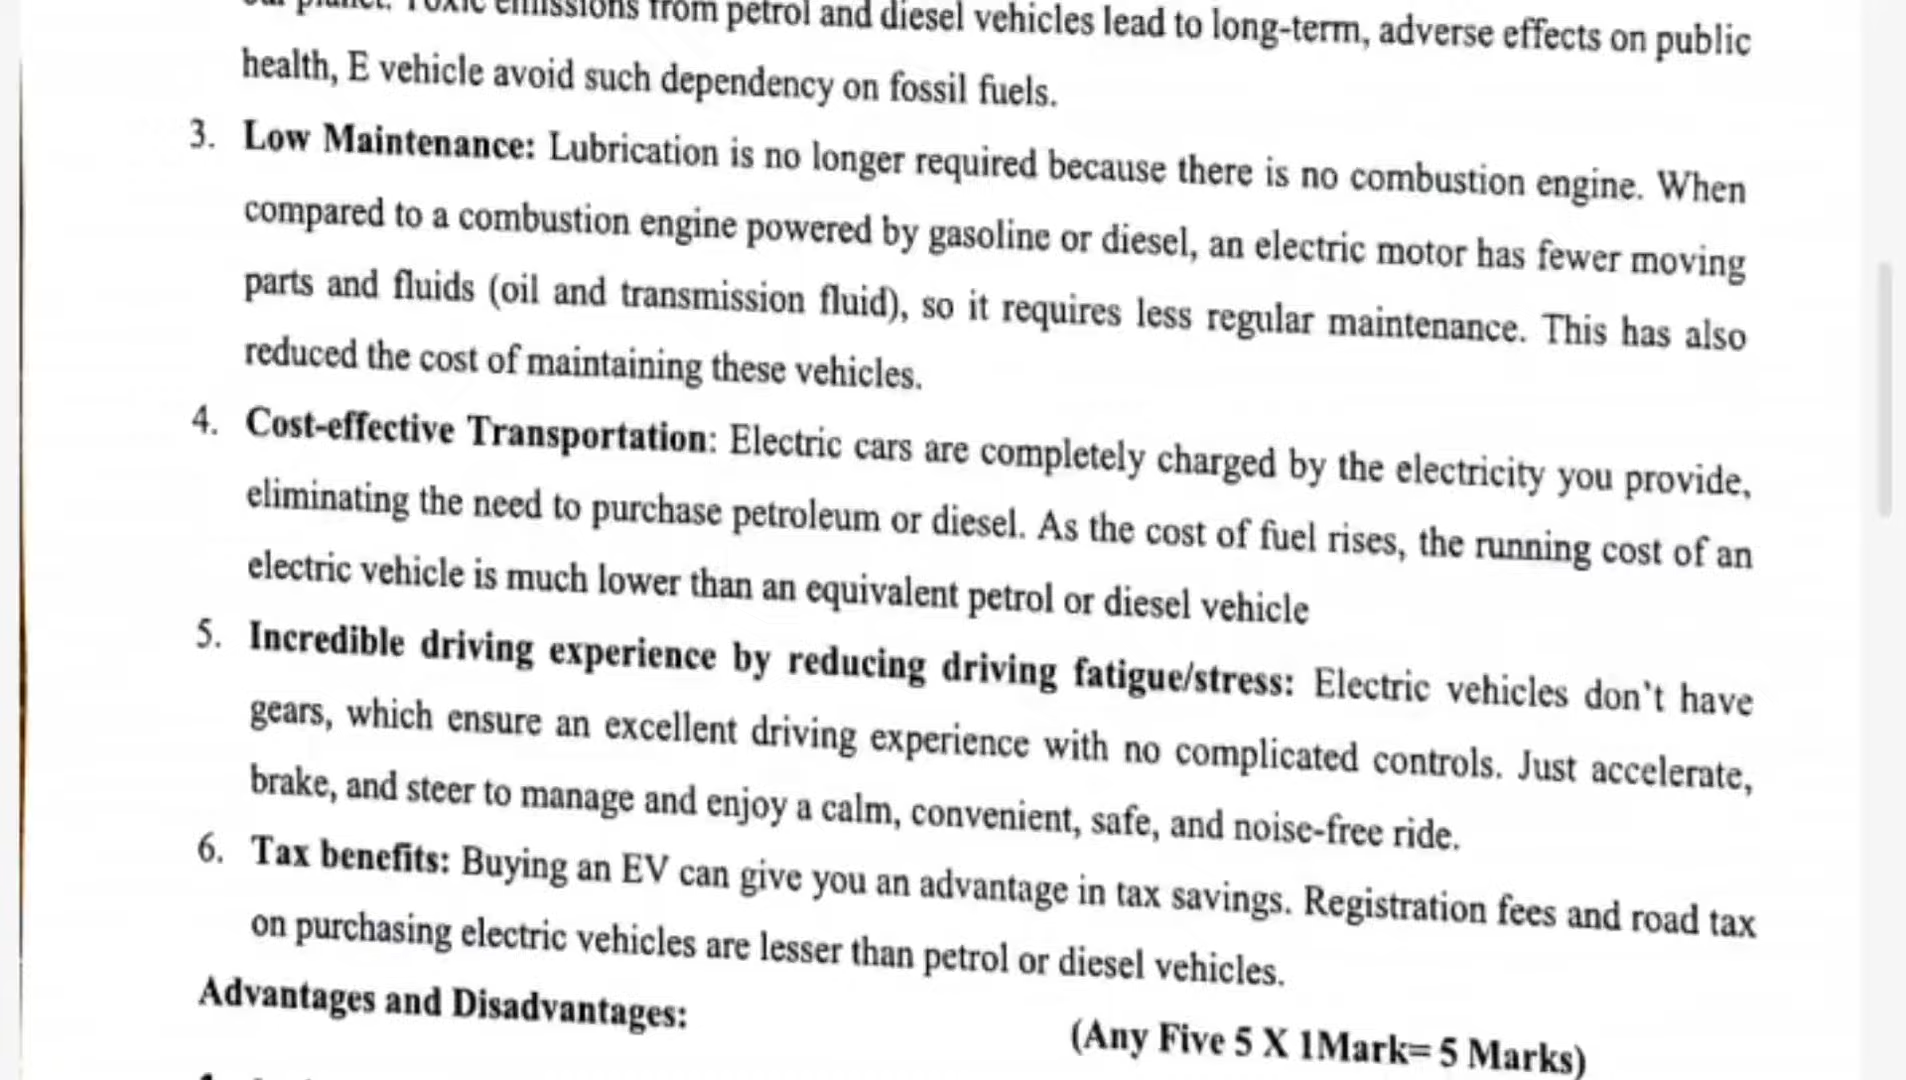 our planet. Toxic emissions from petrol and diesel vehicles lead to long-term, adverse effects on public
health, E vehicle avoid such dependency on fossil fuels.
3. Low Maintenance: Lubrication is no longer required because there is no combustion engine. When
compared to a combustion engine powered by gasoline or diesel, an electric motor has fewer moving
parts and fluids (oil and transmission fluid), so it requires less regular maintenance. This has also
reduced the cost of maintaining these vehicles.
4. Cost-effective Transportation: Electric cars are completely charged by the electricity you provide,
eliminating the need to purchase petroleum or diesel. As the cost of fuel rises, the running cost of an
electric vehicle is much lower than an equivalent petrol or diesel vehicle
5. Incredible driving experience by reducing driving fatigue/stress: Electric vehicles don't have
gears, which ensure an excellent driving experience with no complicated controls. Just accelerate,
brake, and steer to manage and enjoy a calm, convenient, safe, and noise-free ride.
6. Tax benefits: Buying an EV can give you an advantage in tax savings. Registration fees and road tax
on purchasing electric vehicles are lesser than petrol or diesel vehicles.
Advantages and Disadvantages:
(Any Five 5 X 1Mark= 5 Marks)